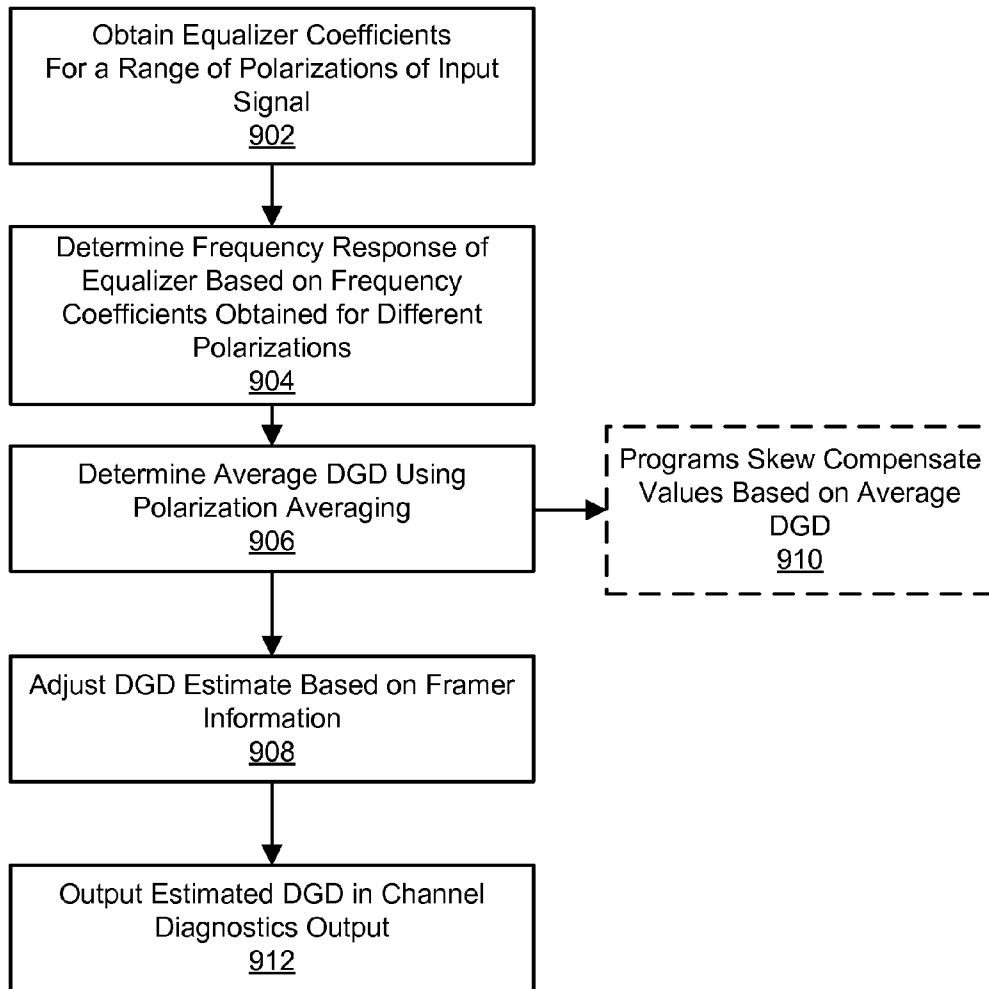 Obtain Equalizer Coefficients
For a Range of Polarizations of Input
Signal
902
Determine Frequency Response of
Equalizer Based on Frequency
Coefficients Obtained for Different
Polarizations
904
Determine Average DGD Using
Polarization Averaging
906
Programs Skew Compensate
Values Based on Average
DGD
910
Adjust DGD Estimate Based on Framer
Information
908
Output Estimated DGD in Channel
Diagnostics Output
912